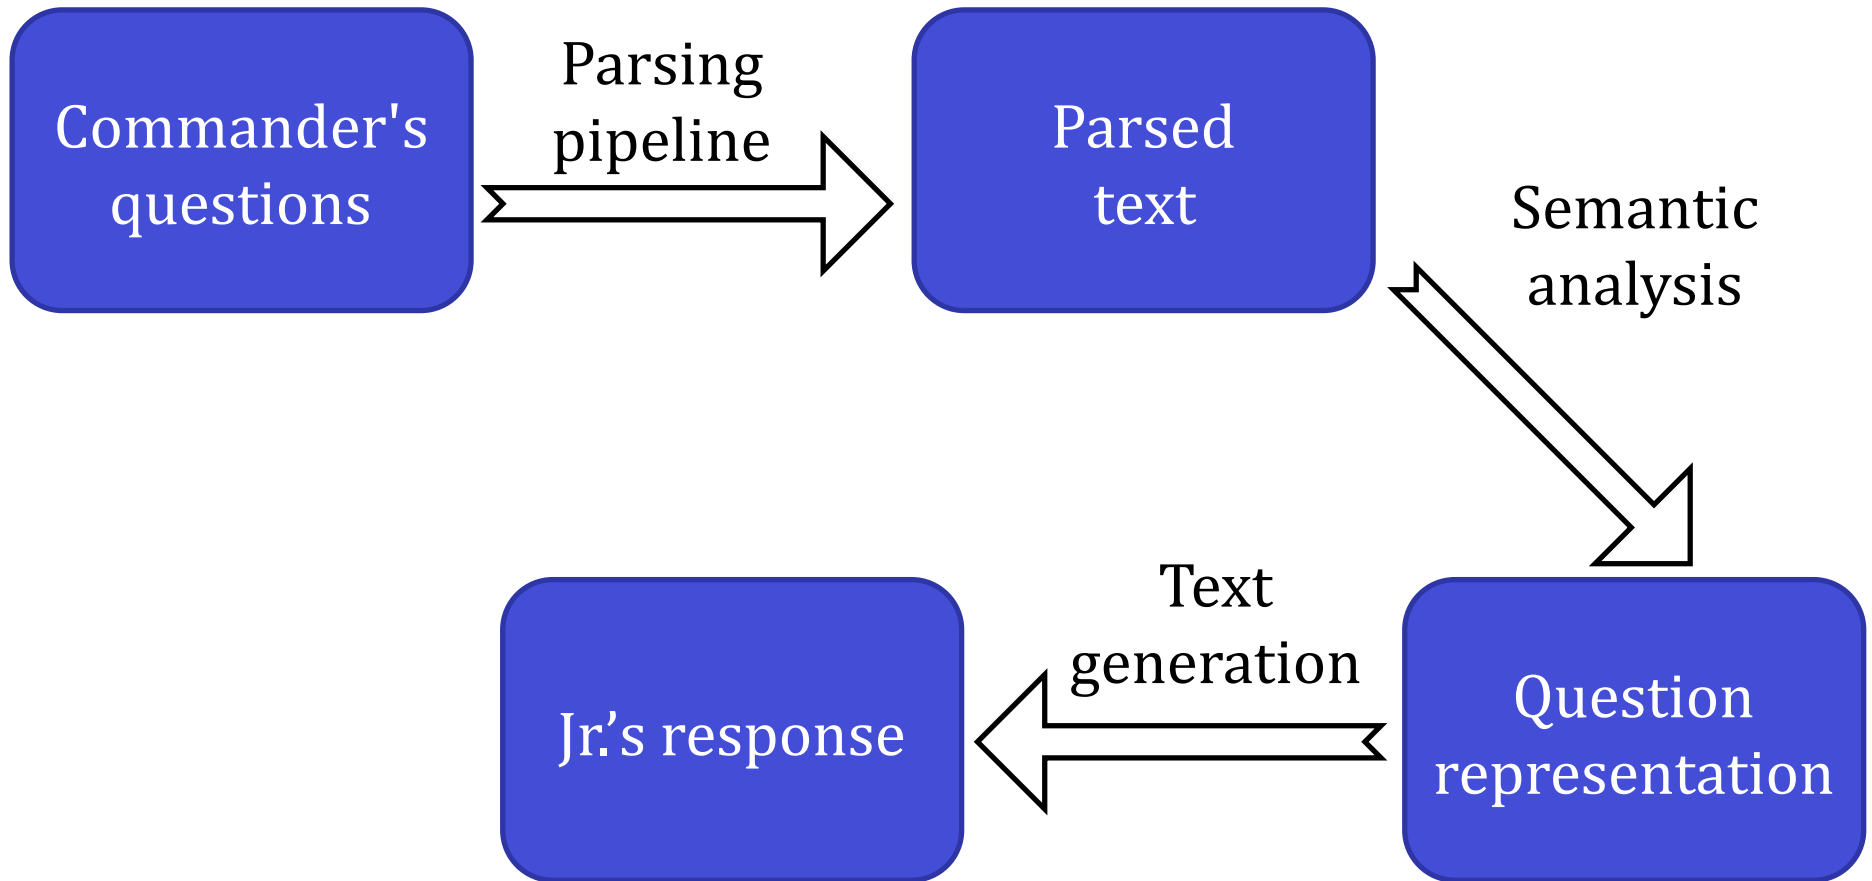 Commander's
questions
Parsing
pipeline
Parsed
text
Semantic
analysis
Question
representation
Text
generation
Jr.’s response